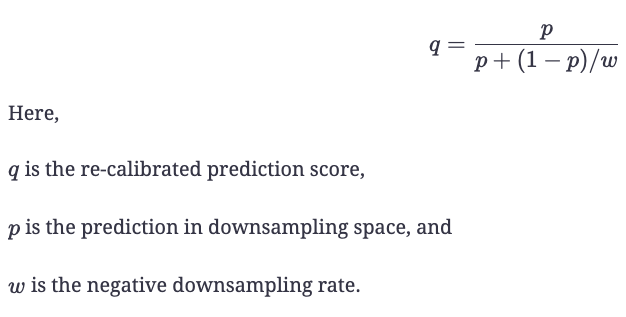 q = p / (p + (1 − p)/w)
Here,
q is the re-calibrated prediction score,
p is the prediction in downsampling space, and
w is the negative downsampling rate.